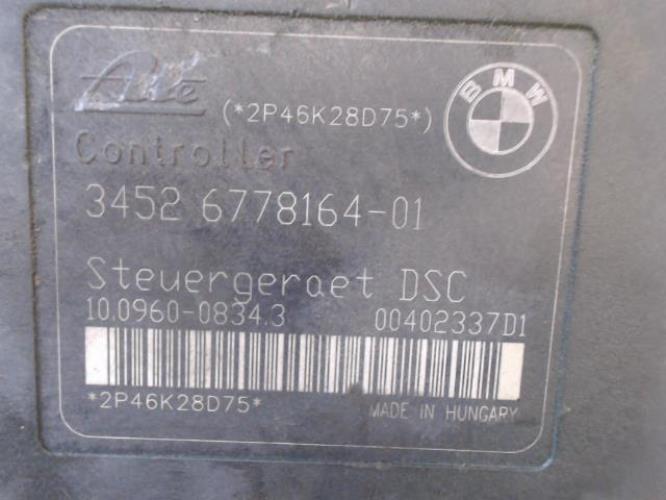 Ate
(*2P46K28D75*)
BMW
Controller
3452 6778164-01
Steuergeraet DSC
10.0960-0834.3 00402337D1
*2P46K28D75*
MADE IN HUNGARY